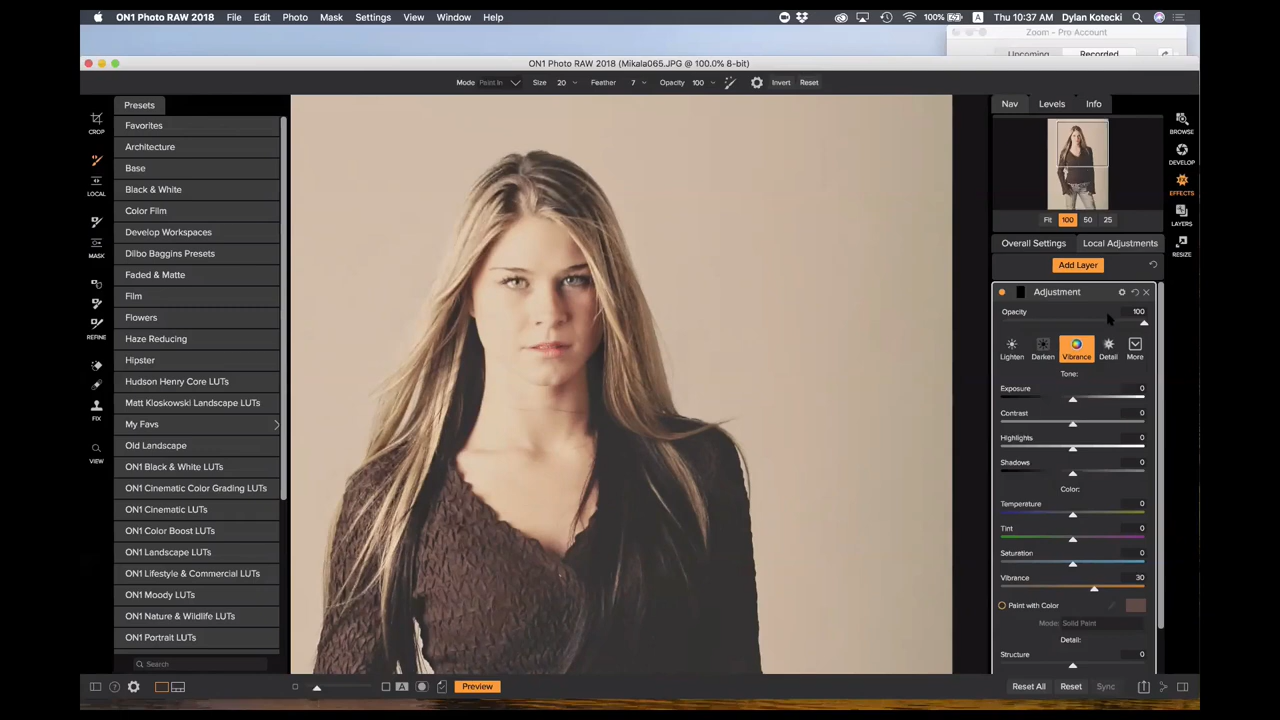 ON1 Photo RAW 2018 File Edit Photo Mask Settings View Window Help 100% A Thu 10:37 AM Dylan Kotecki
Zoom - Pro Account
Upcoming Recorded
ON1 Photo RAW 2018 (Mikala065.JPG @ 100.0% 8-bit)
Mode Paint In Size 20 Feather 7 Opacity 100 Invert Reset
CROP
LOCAL
MASK
REFINE
FIX
VIEW
Presets
Favorites
Architecture
Base
Black & White
Color Film
Develop Workspaces
Dilbo Baggins Presets
Faded & Matte
Film
Flowers
Haze Reducing
Hipster
Hudson Henry Core LUTs
Matt Kloskowski Landscape LUTs
My Favs
Old Landscape
ON1 Black & White LUTs
ON1 Cinematic Color Grading LUTs
ON1 Cinematic LUTs
ON1 Color Boost LUTs
ON1 Landscape LUTs
ON1 Lifestyle & Commercial LUTs
ON1 Moody LUTs
ON1 Nature & Wildlife LUTs
ON1 Portrait LUTs
Search
Nav Levels Info
Fit 100 50 25
Overall Settings Local Adjustments
Add Layer
Adjustment
Opacity 100
Lighten Darken Vibrance Detail More
Tone:
Exposure 0
Contrast 0
Highlights 0
Shadows 0
Color:
Temperature 0
Tint 0
Saturation 0
Vibrance 30
Paint with Color
Mode: Solid Paint
Detail:
Structure 0
BROWSE
DEVELOP
EFFECTS
LAYERS
RESIZE
A Preview Reset All Reset Sync